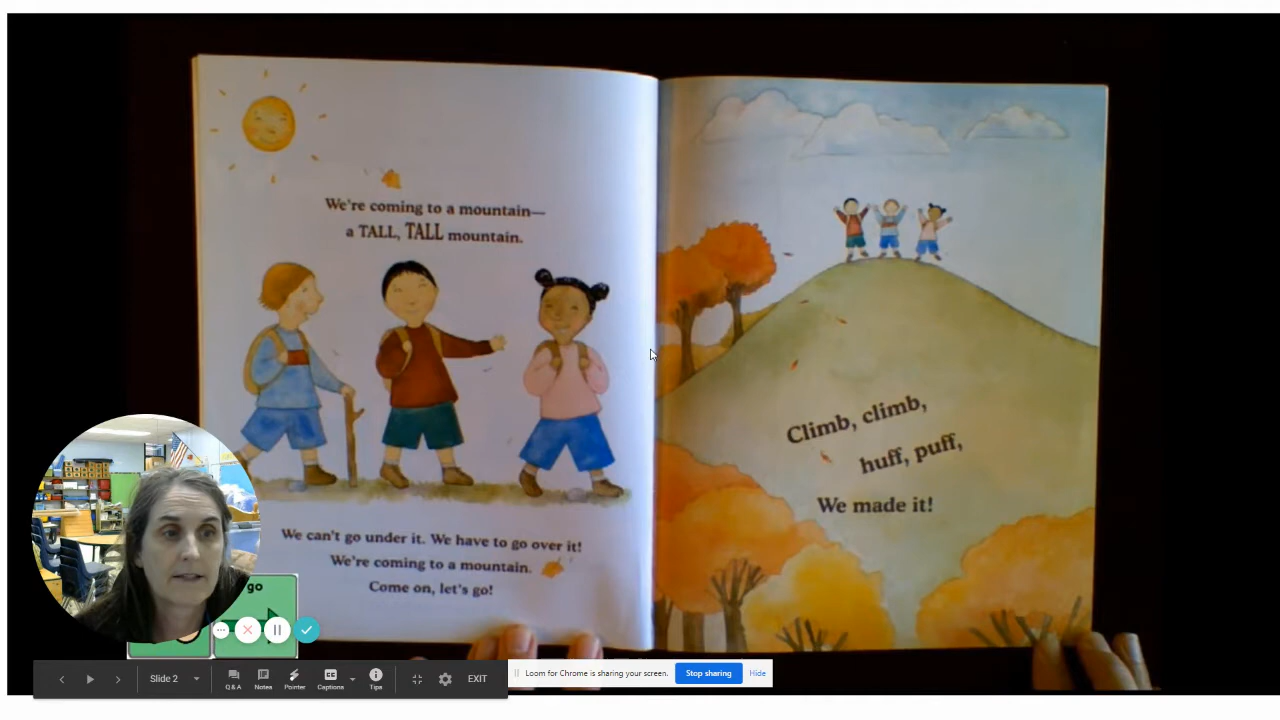 We're coming to a mountain—
a TALL, TALL mountain.
We can't go under it. We have to go over it!
We're coming to a mountain.
Come on, let's go!
Climb, climb,
huff, puff,
We made it!
go
Slide 2
Q & A
Notes
Pointer
Captions
Tips
EXIT
Loom for Chrome is sharing your screen.
Stop sharing
Hide